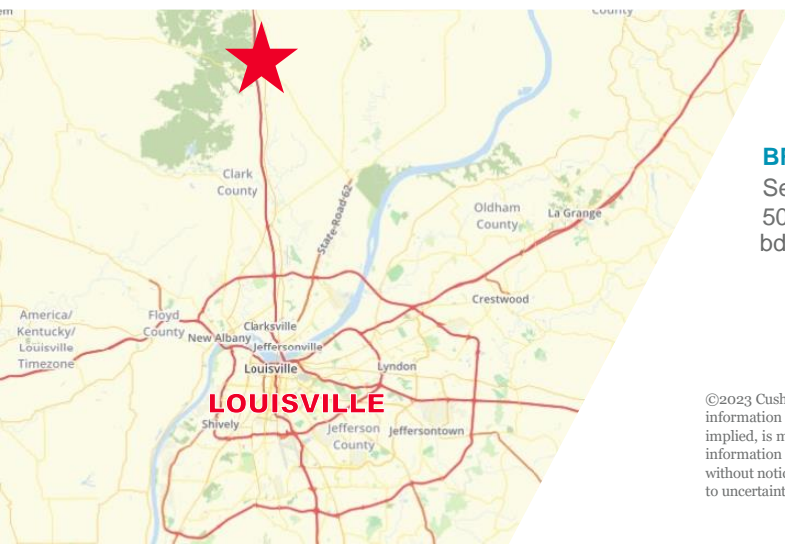 County
Clark
County
State Road 62
Oldham
County
La Grange
Crestwood
America/
Kentucky/
Louisville
Timezone
Floyd
County
New Albany
Clarksville
Jeffersonville
Louisville
Lyndon
LOUISVILLE
Shively
Jefferson
County
Jeffersontown
Se
50
bd
©2023 Cush
information
implied, is m
information
without notic
to uncertaint